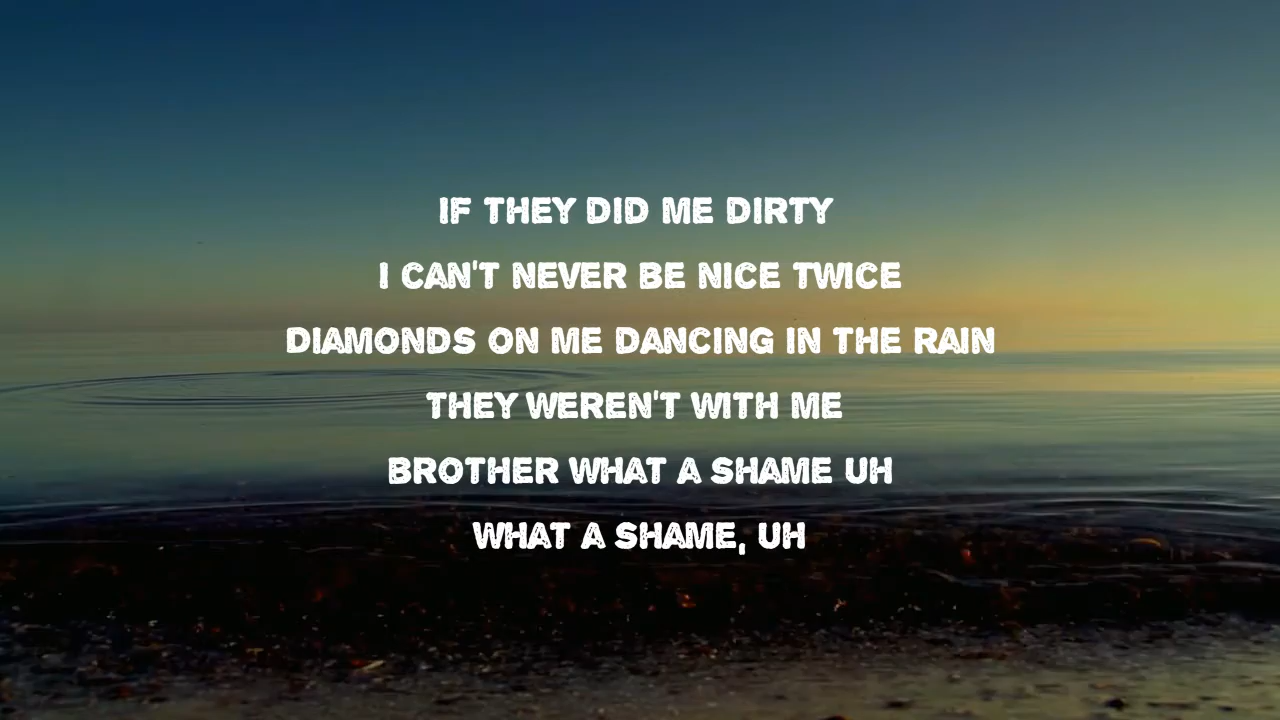 IF THEY DID ME DIRTY
I CAN'T NEVER BE NICE TWICE
DIAMONDS ON ME DANCING IN THE RAIN
THEY WEREN'T WITH ME
BROTHER WHAT A SHAME UH
WHAT A SHAME, UH